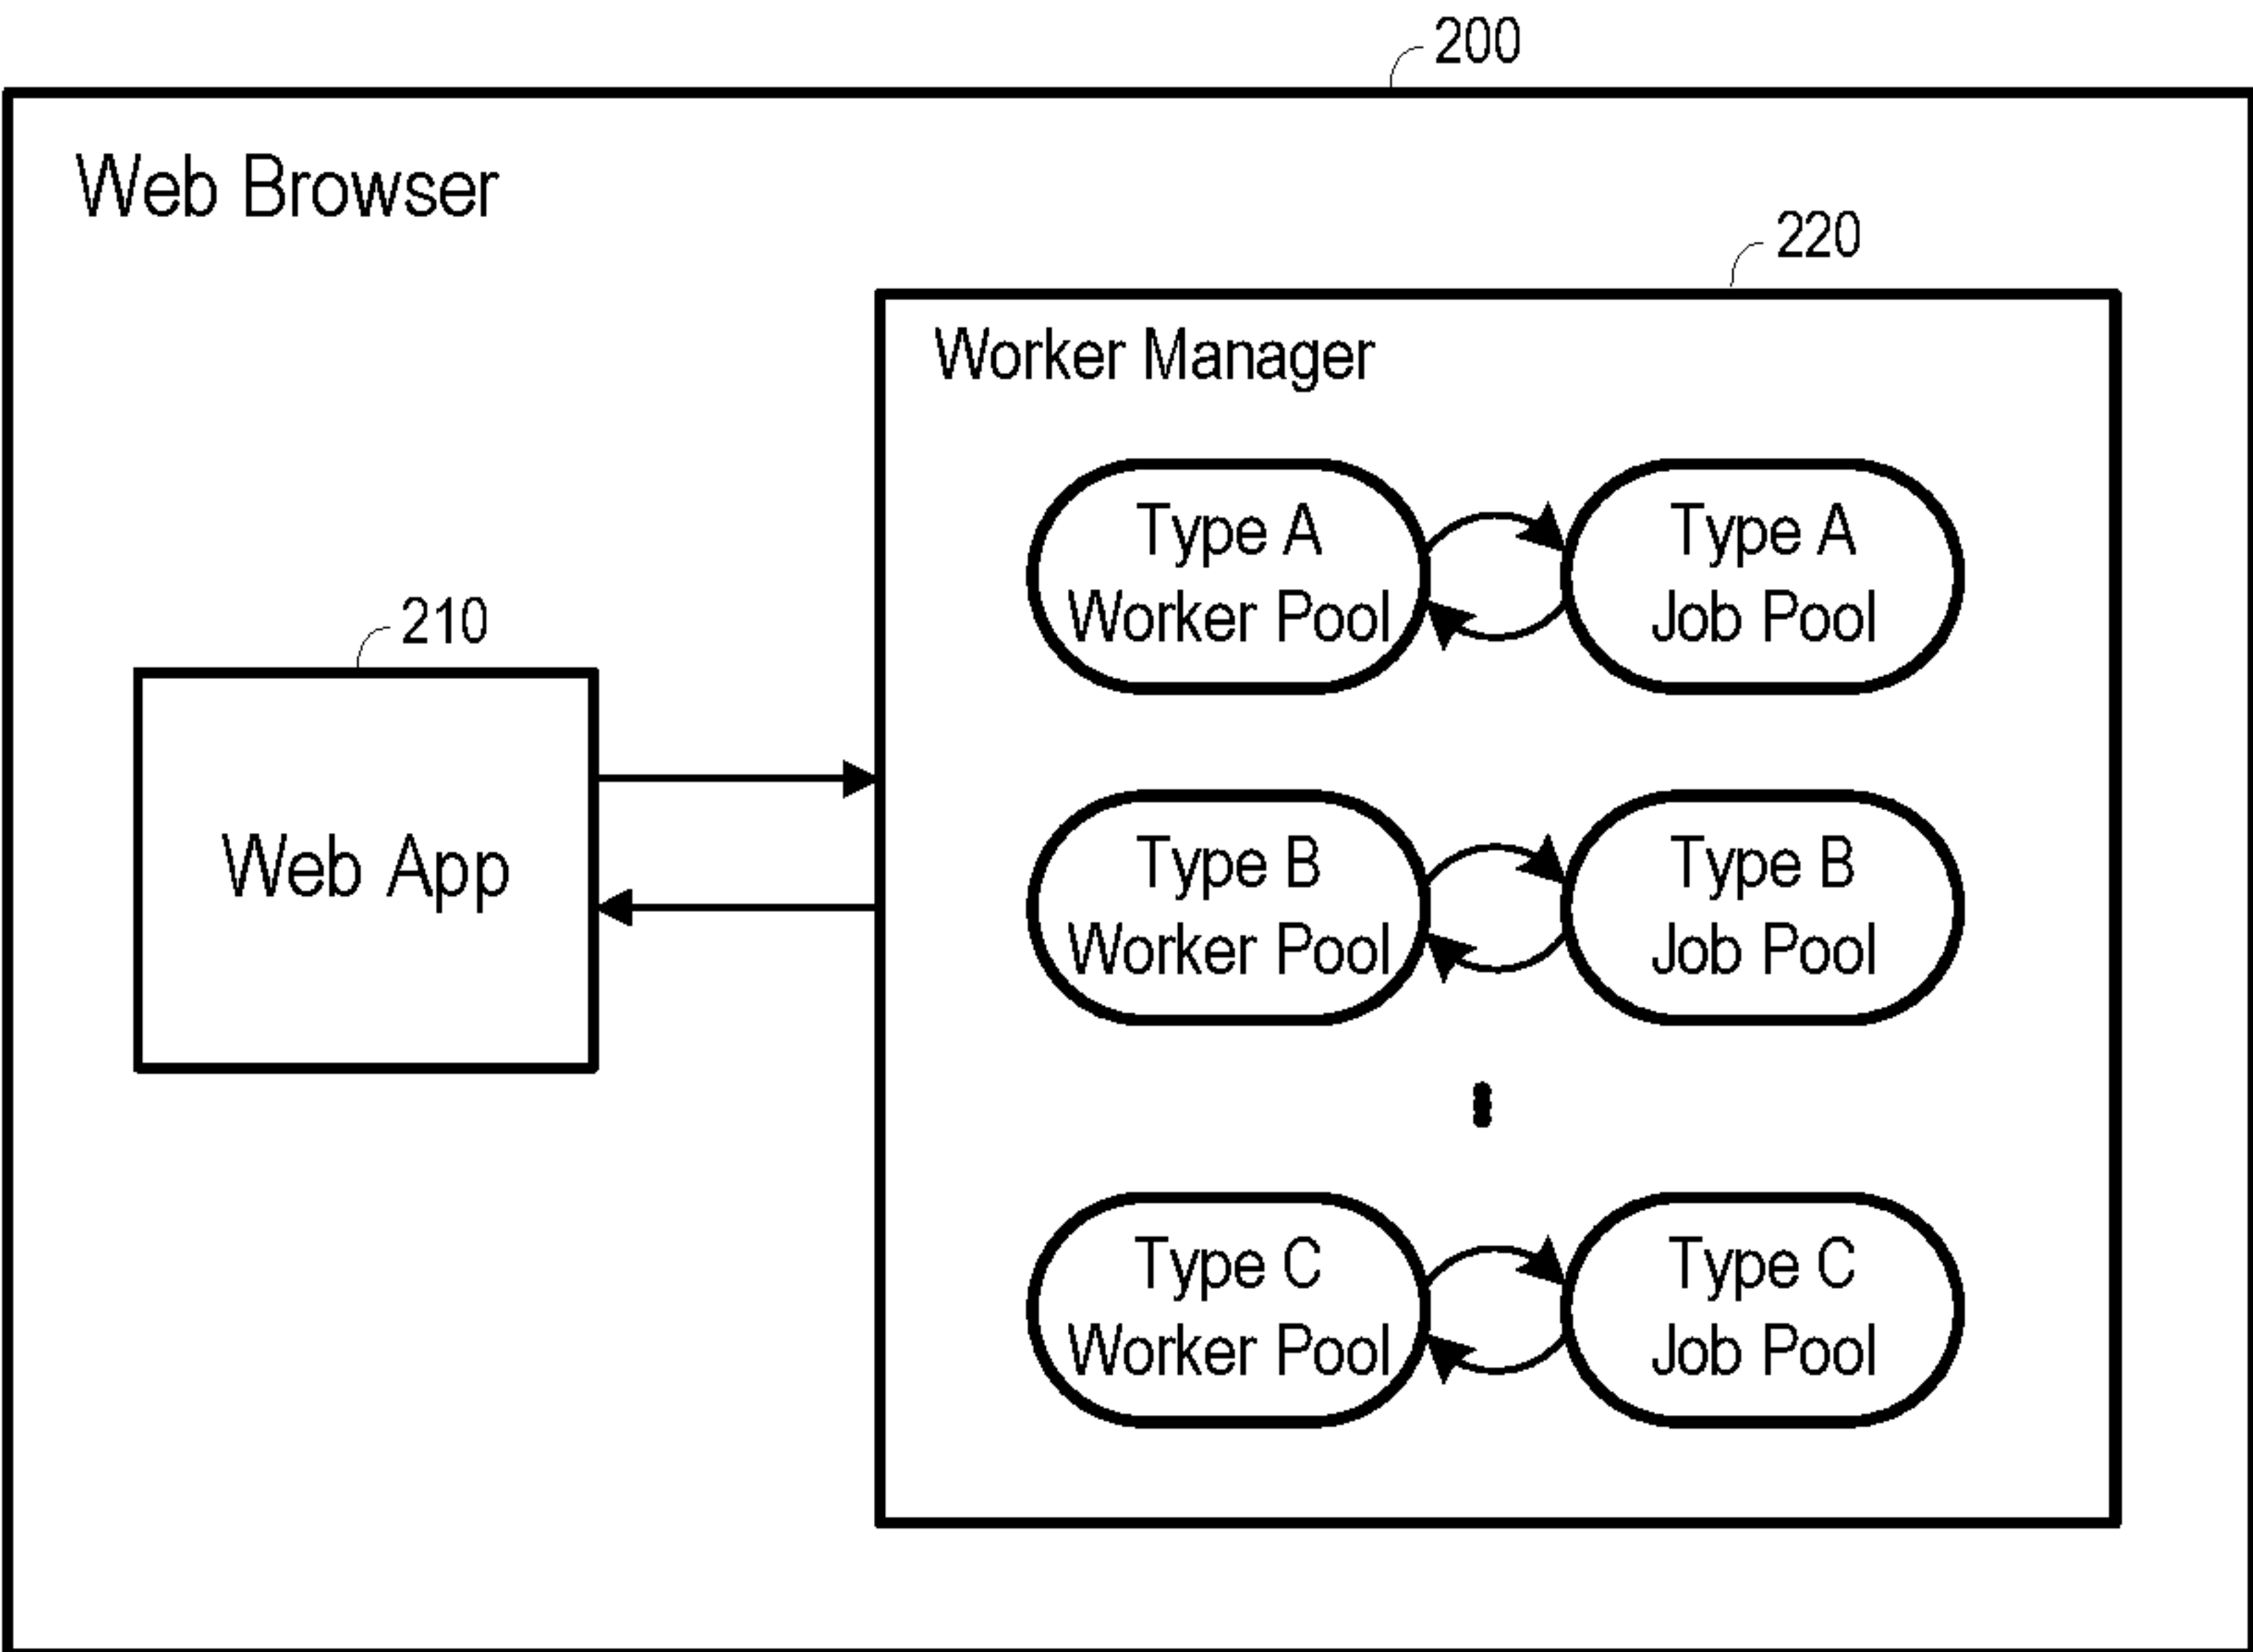 200
Web Browser
220
Worker Manager
Type A
Worker Pool
Type A
Job Pool
210
Web App
Type B
Worker Pool
Type B
Job Pool
Type C
Worker Pool
Type C
Job Pool